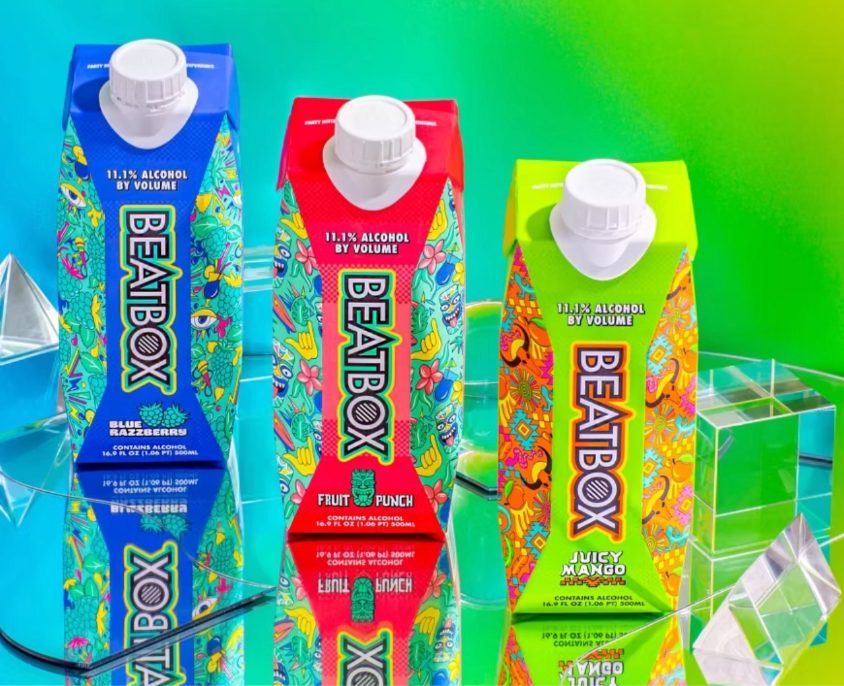 11.1% ALCOHOL
BY VOLUME
BEATBOX
BLUE
RAZZBERRY
CONTAINS ALCOHOL
16.9 FL OZ (1.06 PT) 500ML
11.1% ALCOHOL
BY VOLUME
BEATBOX
FRUIT PUNCH
CONTAINS ALCOHOL
16.9 FL OZ (1.06 PT) 500ML
11.1% ALCOHOL
BY VOLUME
BEATBOX
JUICY
MANGO
CONTAINS ALCOHOL
16.9 FL OZ (1.06 PT) 500ML